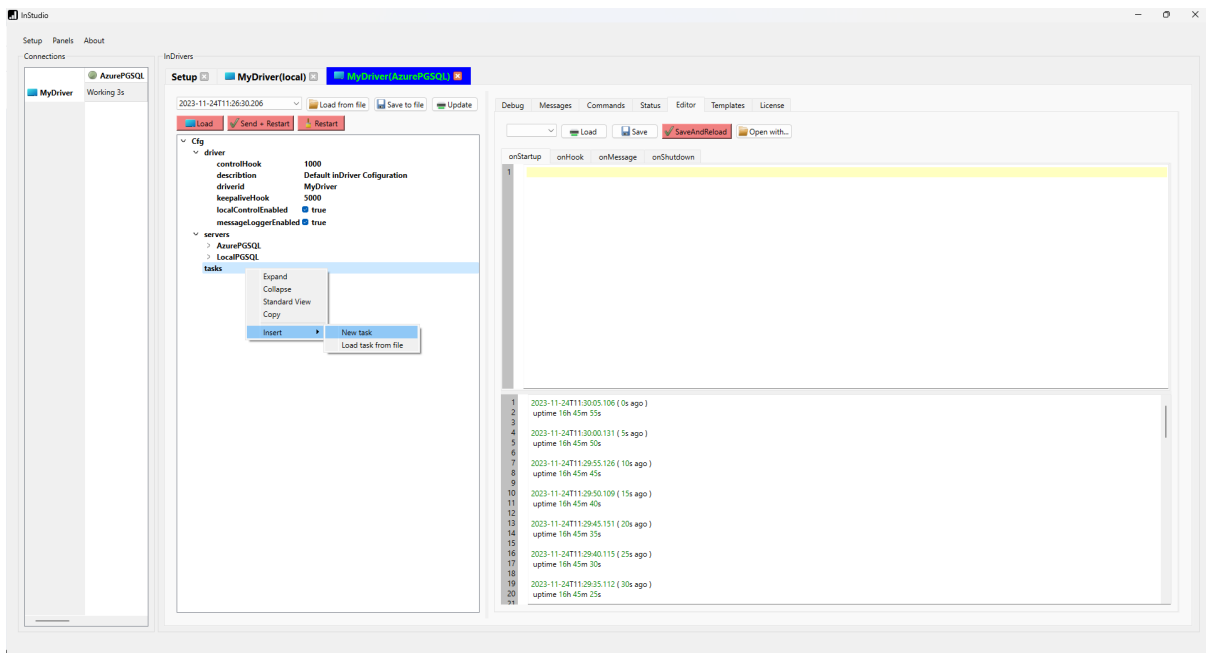 InStudio
Setup Panels About
Connections
AzurePGSQL
MyDriver Working 3s
InDrivers
Setup MyDriver(local) MyDriver(AzurePGSQL)
2023-11-24T11:26:30.206 Load from file Save to file Update
Load Send + Restart Restart
Cfg
driver
controlHook 1000
describtion Default inDriver Cofiguration
driverid MyDriver
keepaliveHook 5000
localControlEnabled true
messageLoggerEnabled true
servers
AzurePGSQL
LocalPGSQL
tasks
Expand
Collapse
Standard View
Copy
Insert
New task
Load task from file
Debug Messages Commands Status Editor Templates License
Load Save SaveAndReload Open with...
onStartup onHook onMessage onShutdown
1
1 2023-11-24T11:30:05.106 ( 0s ago )
2 uptime 16h 45m 55s
3
4 2023-11-24T11:30:00.131 ( 5s ago )
5 uptime 16h 45m 50s
6
7 2023-11-24T11:29:55.126 ( 10s ago )
8 uptime 16h 45m 45s
9
10 2023-11-24T11:29:50.109 ( 15s ago )
11 uptime 16h 45m 40s
12
13 2023-11-24T11:29:45.151 ( 20s ago )
14 uptime 16h 45m 35s
15
16 2023-11-24T11:29:40.115 ( 25s ago )
17 uptime 16h 45m 30s
18
19 2023-11-24T11:29:35.112 ( 30s ago )
20 uptime 16h 45m 25s
21